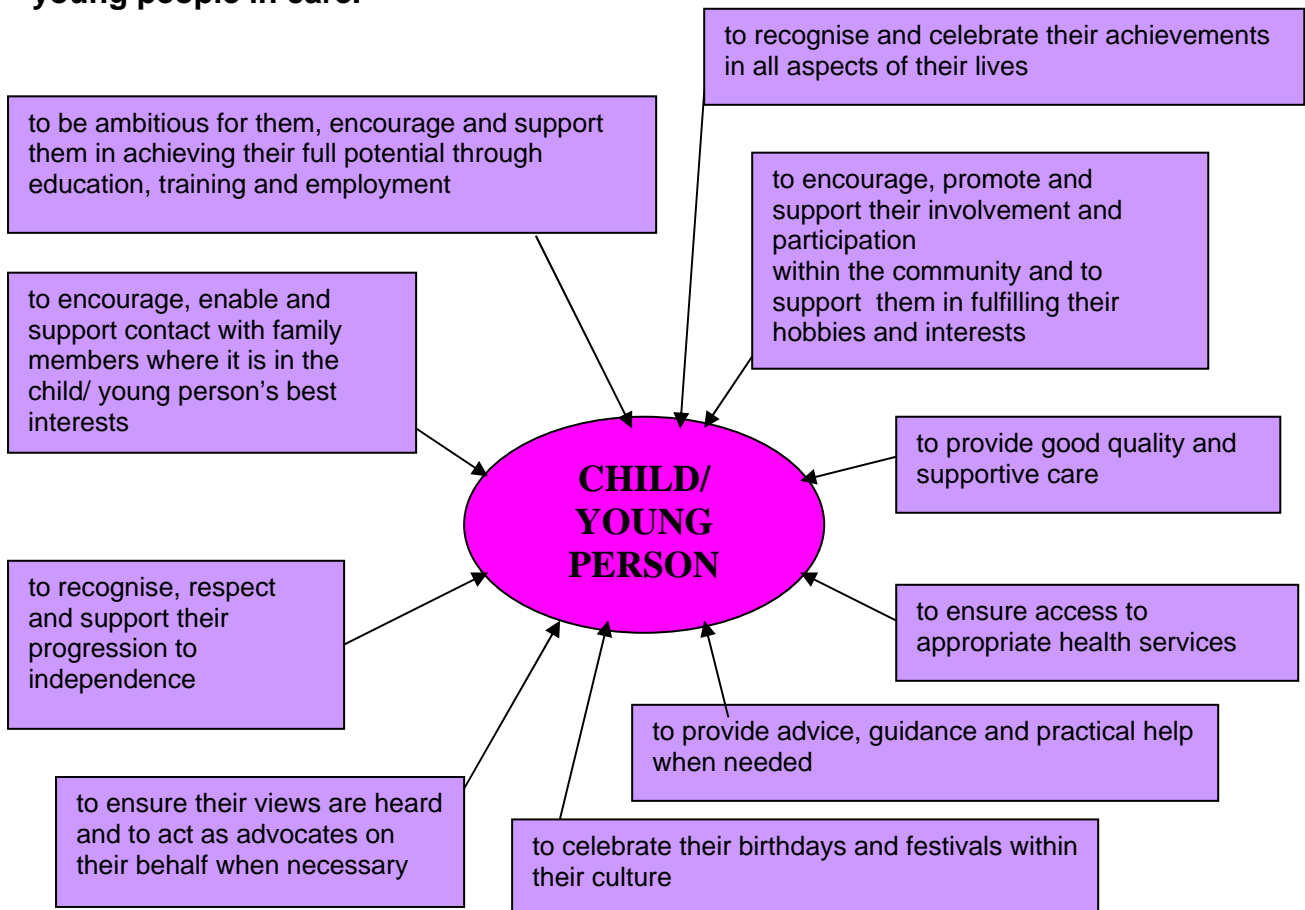 young people in care.
to recognise and celebrate their achievements
in all aspects of their lives
to be ambitious for them, encourage and support
them in achieving their full potential through
education, training and employment
to encourage, promote and
support their involvement and
participation
within the community and to
support  them in fulfilling their
hobbies and interests
to encourage, enable and
support contact with family
members where it is in the
child/ young person’s best
interests
to provide good quality and
supportive care
CHILD/
YOUNG
PERSON
to recognise, respect
and support their
progression to
independence
to ensure access to
appropriate health services
to provide advice, guidance and practical help
when needed
to ensure their views are heard
and to act as advocates on
their behalf when necessary
to celebrate their birthdays and festivals within
their culture